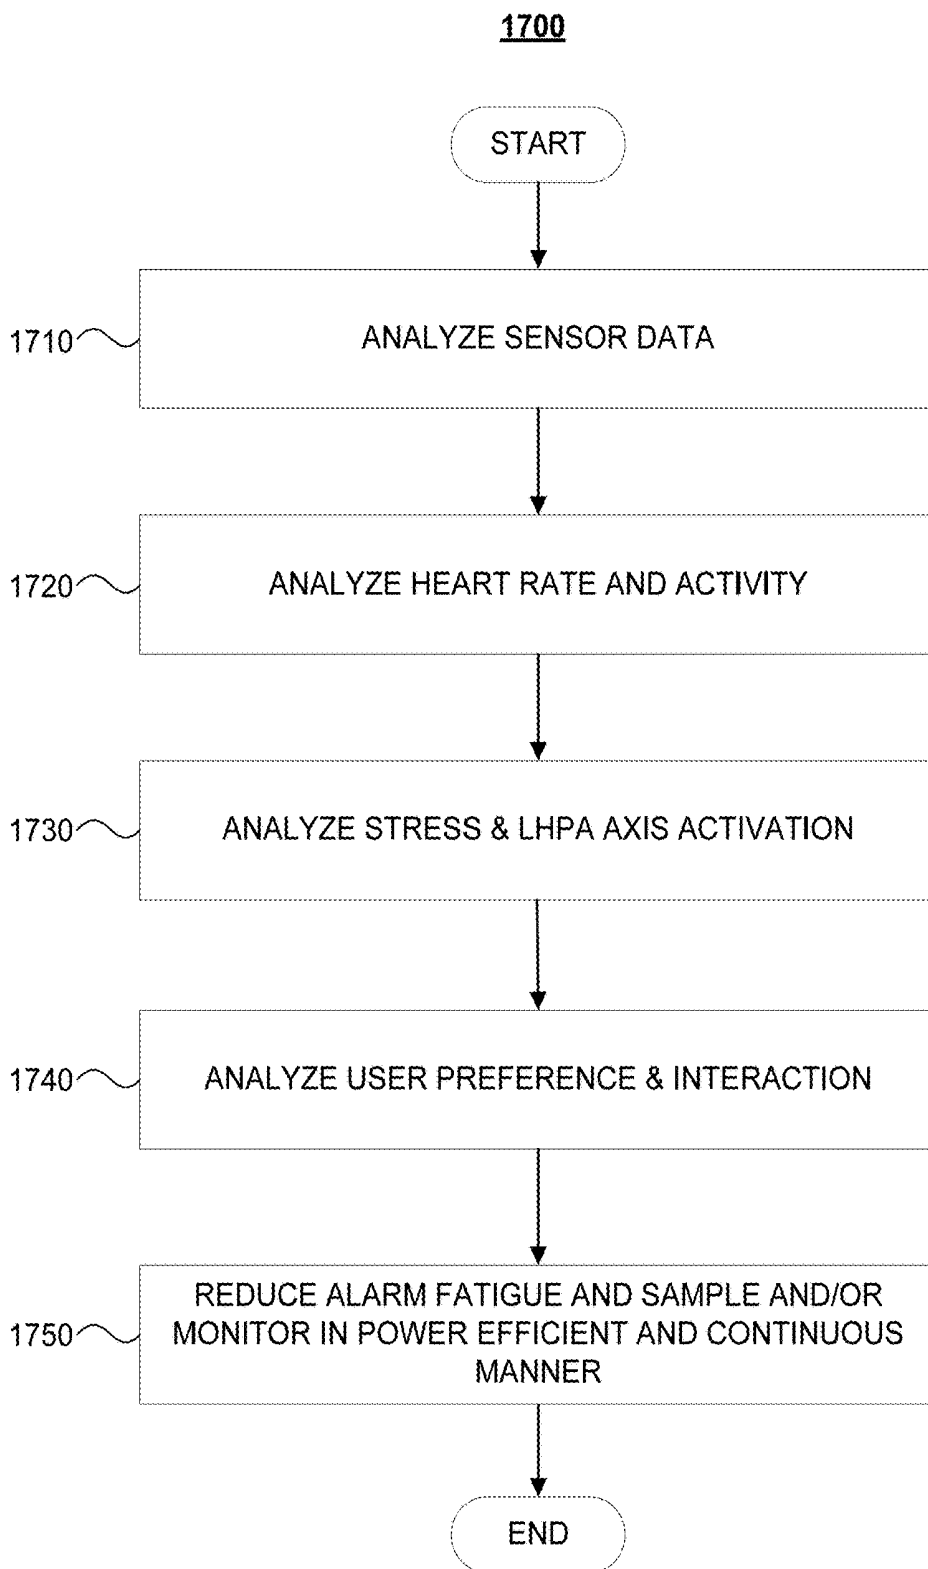 1700
START
1710
ANALYZE SENSOR DATA
1720
ANALYZE HEART RATE AND ACTIVITY
1730
ANALYZE STRESS & LHPA AXIS ACTIVATION
1740
ANALYZE USER PREFERENCE & INTERACTION
1750
REDUCE ALARM FATIGUE AND SAMPLE AND/OR
MONITOR IN POWER EFFICIENT AND CONTINUOUS
MANNER
END